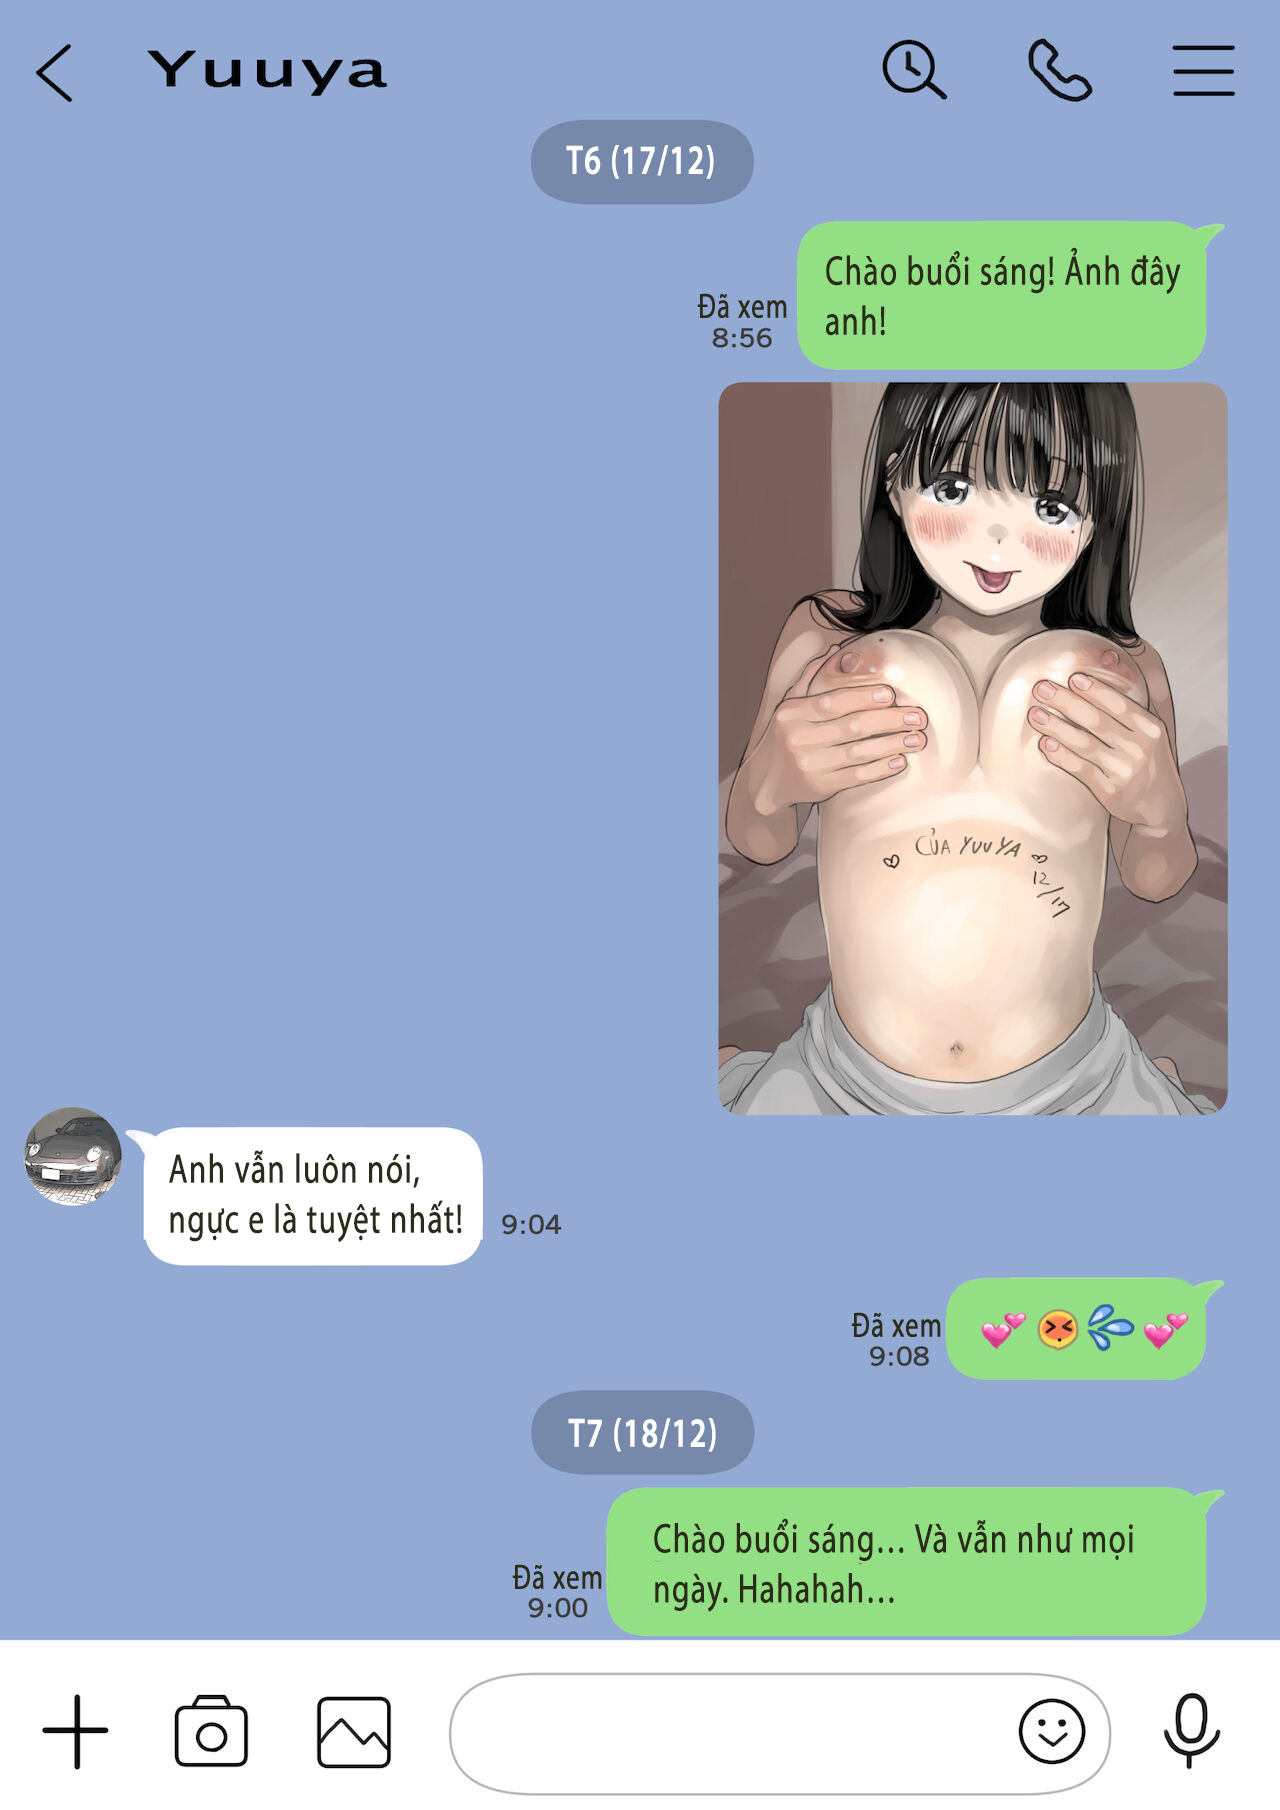 Yuuya
T6 (17/12)
Chào buổi sáng! Ảnh đây
anh!
Đã xem
8:56
CỦA YUUYA
12/17
Anh vẫn luôn nói,
ngực e là tuyệt nhất!
9:04
💕😣💦💕
Đã xem
9:08
T7 (18/12)
Chào buổi sáng... Và vẫn như mọi
ngày. Hahahah...
Đã xem
9:00